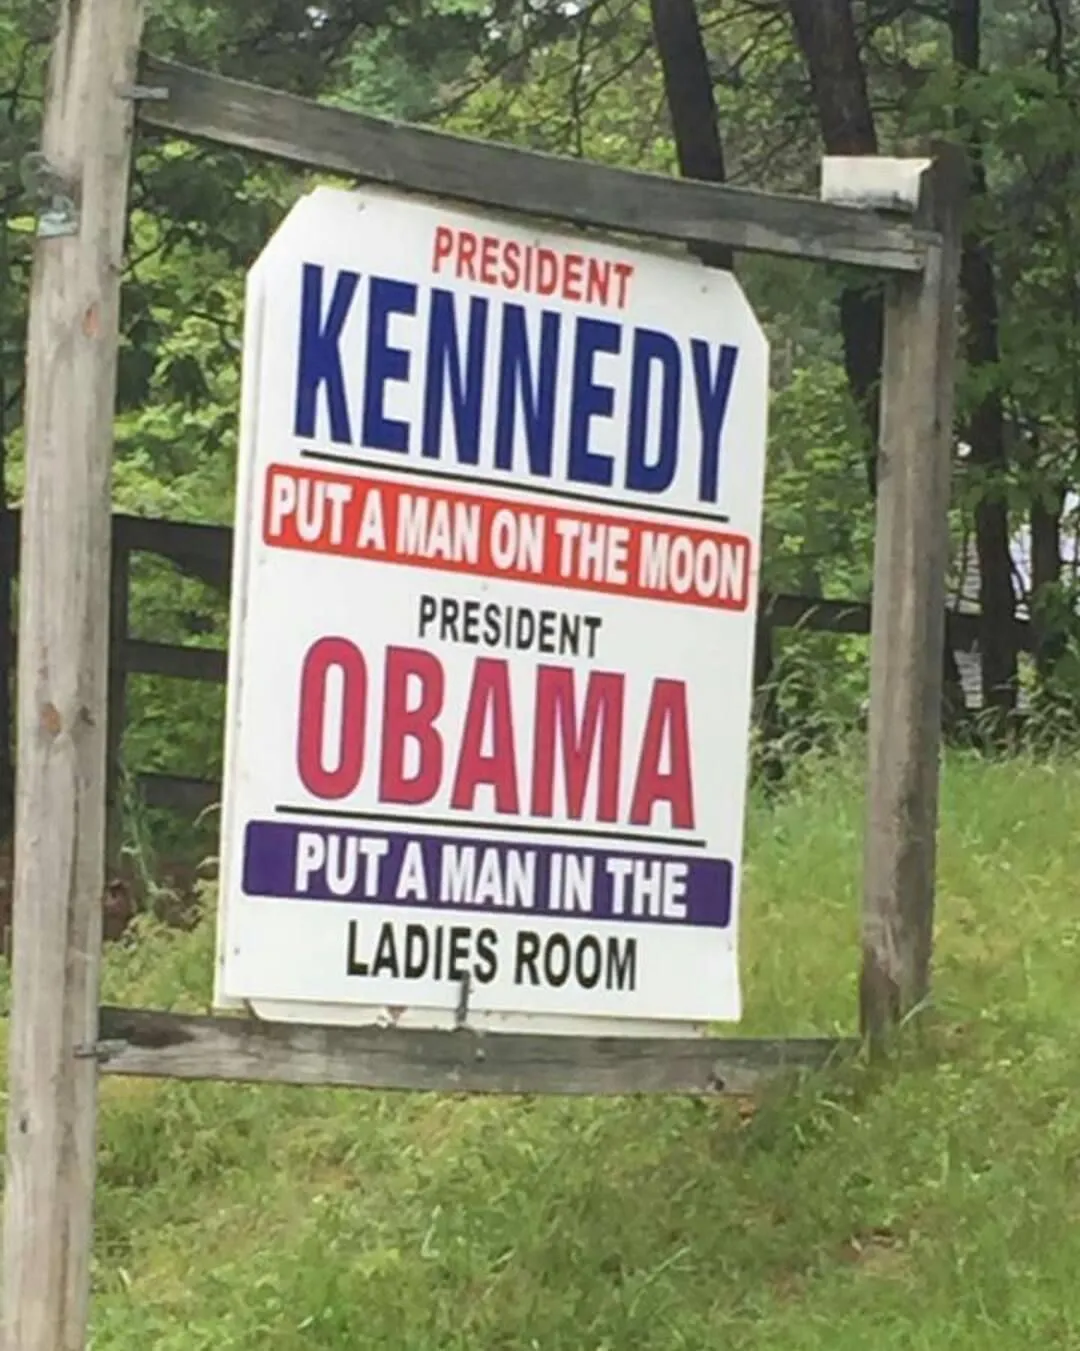 PRESIDENT
KENNEDY
PUT A MAN ON THE MOON
PRESIDENT
OBAMA
PUT A MAN IN THE
LADIES ROOM